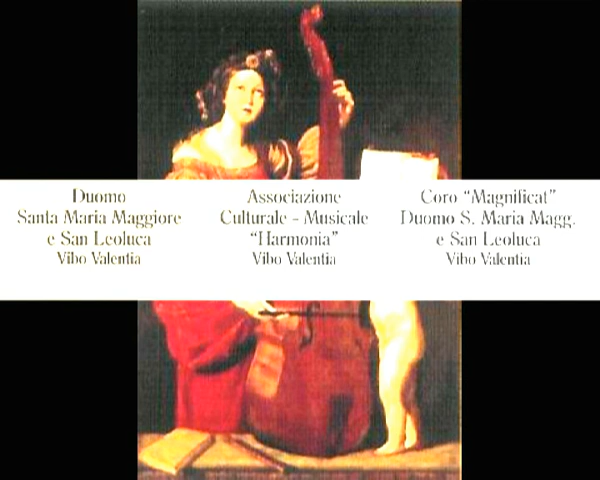 Duomo
Santa Maria Maggiore
e San Leoluca
Vibo Valentia
Associazione
Culturale - Musicale
"Harmonia"
Vibo Valentia
Coro "Magnificat"
Duomo S. Maria Magg.
e San Leoluca
Vibo Valentia